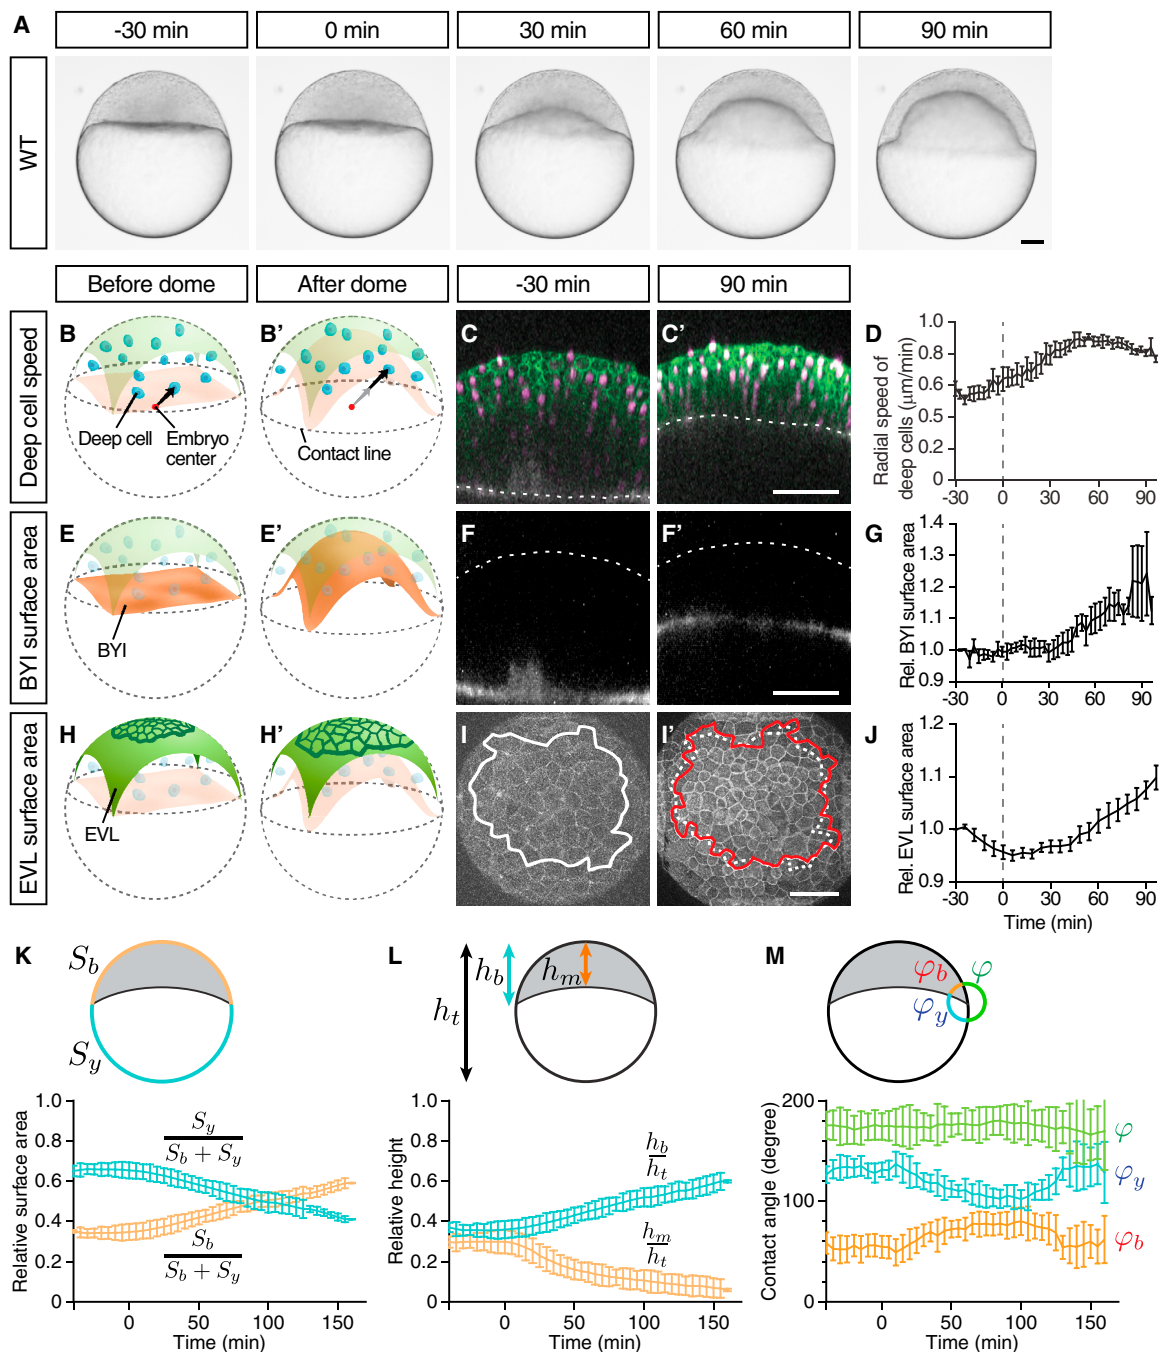 A
-30 min
0 min
30 min
60 min
90 min
WT
Before dome
After dome
-30 min
90 min
Deep cell speed
B
Deep cell
Embryo
center
B'
Contact line
C
C'
D
Radial speed of
deep cells (μm/min)
1.0
0.8
0.6
0.5
0.2
0
-30
0
30
60
90
BYI surface area
E
BYI
E'
F
F'
G
Rel. BYI surface area
1.4
1.3
1.2
1.1
1.0
0.9
-30
0
30
60
90
EVL surface area
H
EVL
H'
I
I'
J
Rel. EVL surface area
1.2
1.1
1.0
0.9
-30
0
30
60
90
Time (min)
K
S_b
S_y
Relative surface area
1.0
0.8
0.6
0.4
0.2
0
S_y
S_b + S_y
S_b
S_b + S_y
0
50
100
150
Time (min)
L
h_t
h_b
h_m
Relative height
1.0
0.8
0.6
0.4
0.2
0
h_b
h_t
h_m
h_t
0
50
100
150
Time (min)
M
φ_b
φ
φ_y
Contact angle (degree)
200
100
0
φ
φ_y
φ_b
0
50
100
150
Time (min)